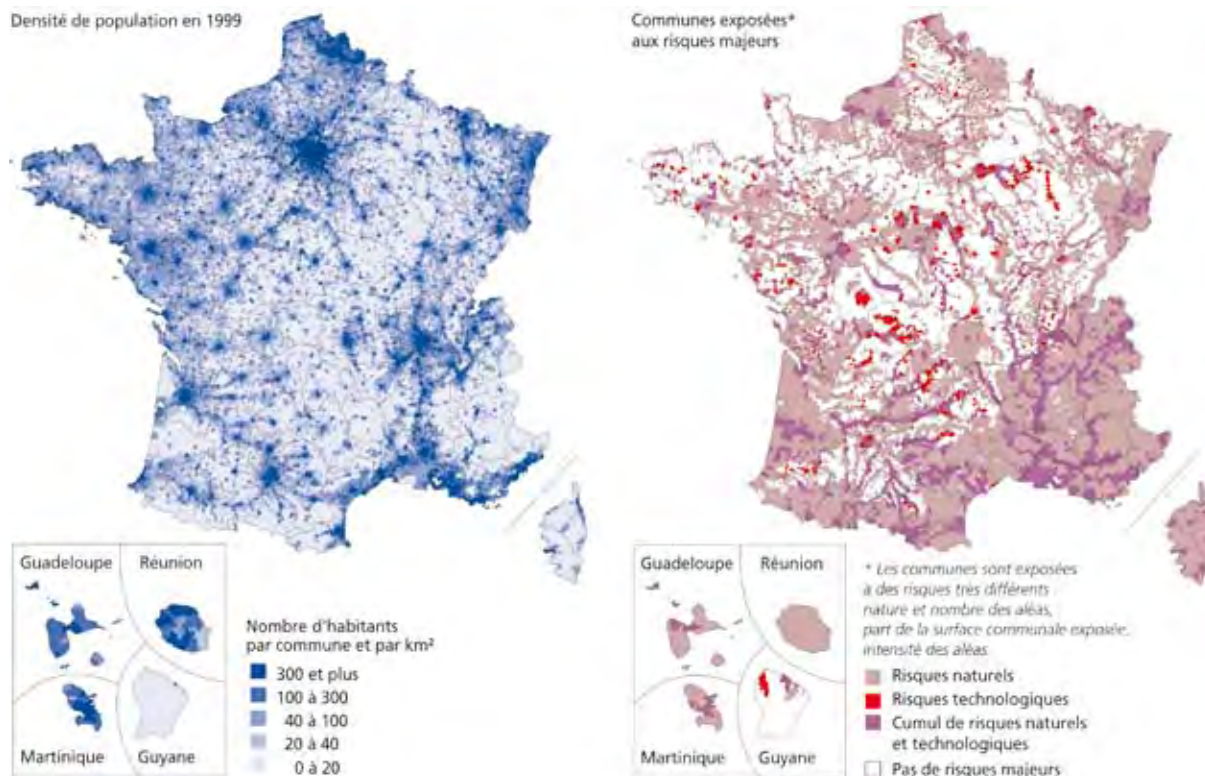 Densité de population en 1999
Guadeloupe
Réunion
Martinique
Guyane
Nombre d'habitants
par commune et par km²
300 et plus
100 à 300
40 à 100
20 à 40
0 à 20
Communes exposées*
aux risques majeurs
Guadeloupe
Réunion
Martinique
Guyane
* Les communes sont exposées
à des risques très différents
nature et nombre des aléas,
part de la surface communale exposée,
intensité des aléas
Risques naturels
Risques technologiques
Cumul de risques naturels
et technologiques
Pas de risques majeurs